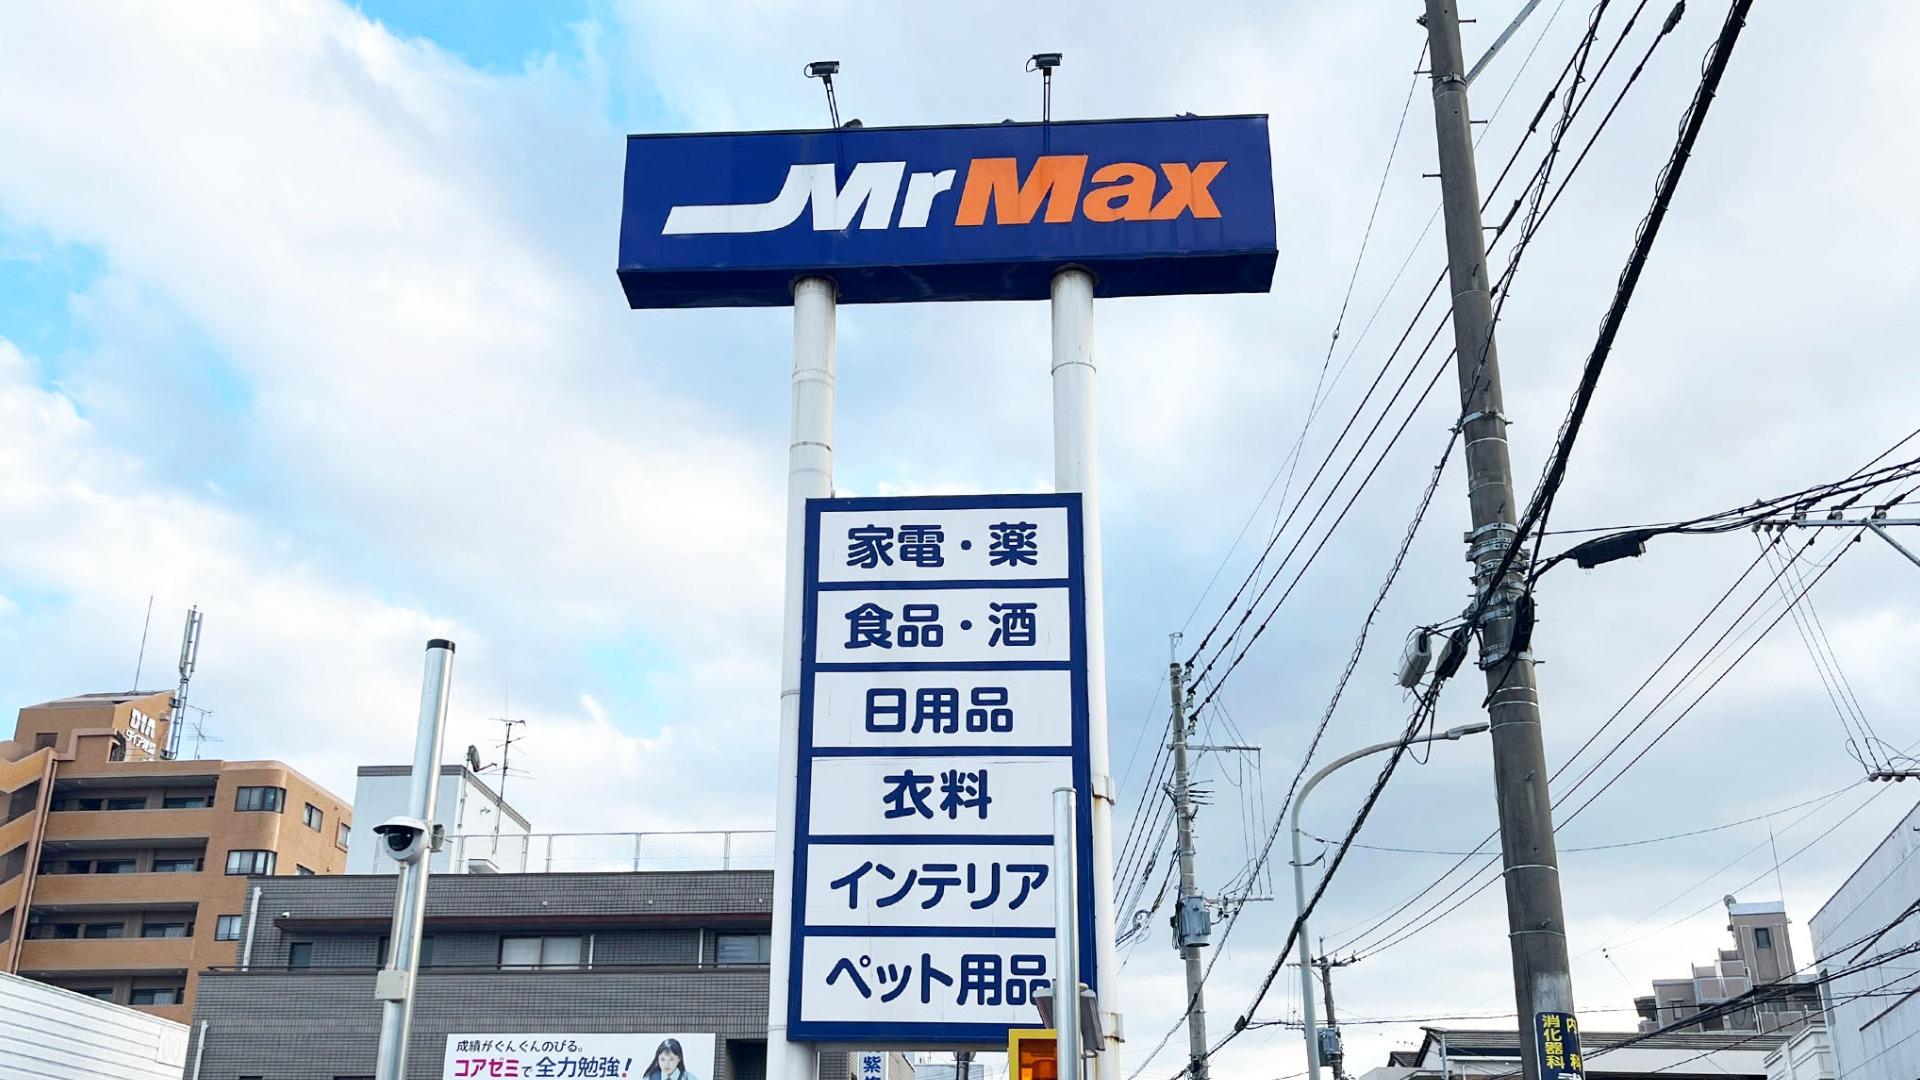 MrMax
家電・薬
食品・酒
日用品
衣料
インテリア
ペット用品
DIA
成績がぐんぐんのびる。
コアゼミで全力勉強!
紫
内科
消化器科